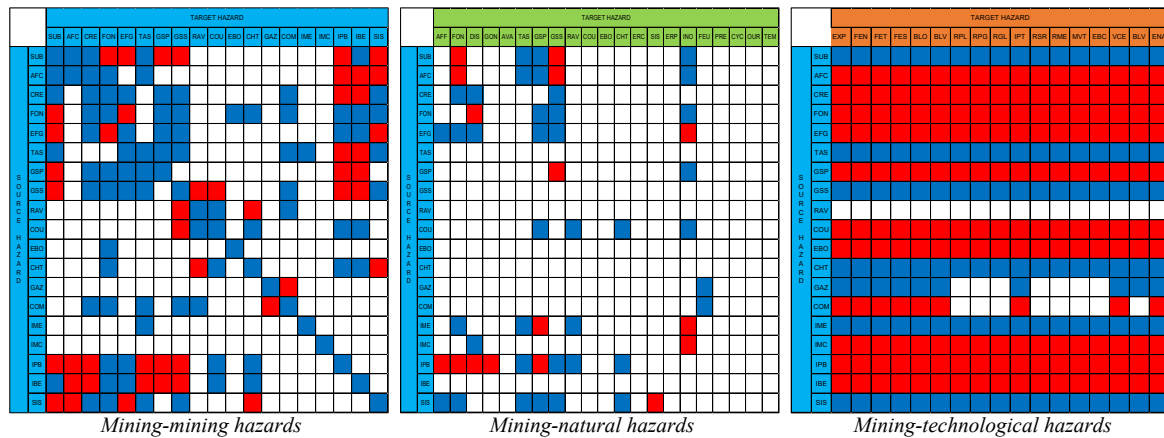 TARGET HAZARD
SUB AFC CRE FON EFG TAS GSP GSS RAV COU EBO CHT GAZ COM IME IMC IPB IBE SIS
SOURCE HAZARD
SUB
AFC
CRE
FON
EFG
TAS
GSP
GSS
RAV
COU
EBO
CHT
GAZ
COM
IME
IMC
IPB
IBE
SIS
Mining-mining hazards
TARGET HAZARD
AFF FON DIS GON AVA TAS GSP GSS RAV COU EBO CHT ERC SIS ERP INO FEU PRE CYC OUR TEM
SOURCE HAZARD
SUB
AFC
CRE
FON
EFG
TAS
GSP
GSS
RAV
COU
EBO
CHT
GAZ
COM
IME
IMC
IPB
IBE
SIS
Mining-natural hazards
TARGET HAZARD
EXP FEN FET FES BLO BLV RPL RPG RGL IPT RSR RME MVT EBC VCE BLV ENA
SOURCE HAZARD
SUB
AFC
CRE
FON
EFG
TAS
GSP
GSS
RAV
COU
EBO
CHT
GAZ
COM
IME
IMC
IPB
IBE
SIS
Mining-technological hazards